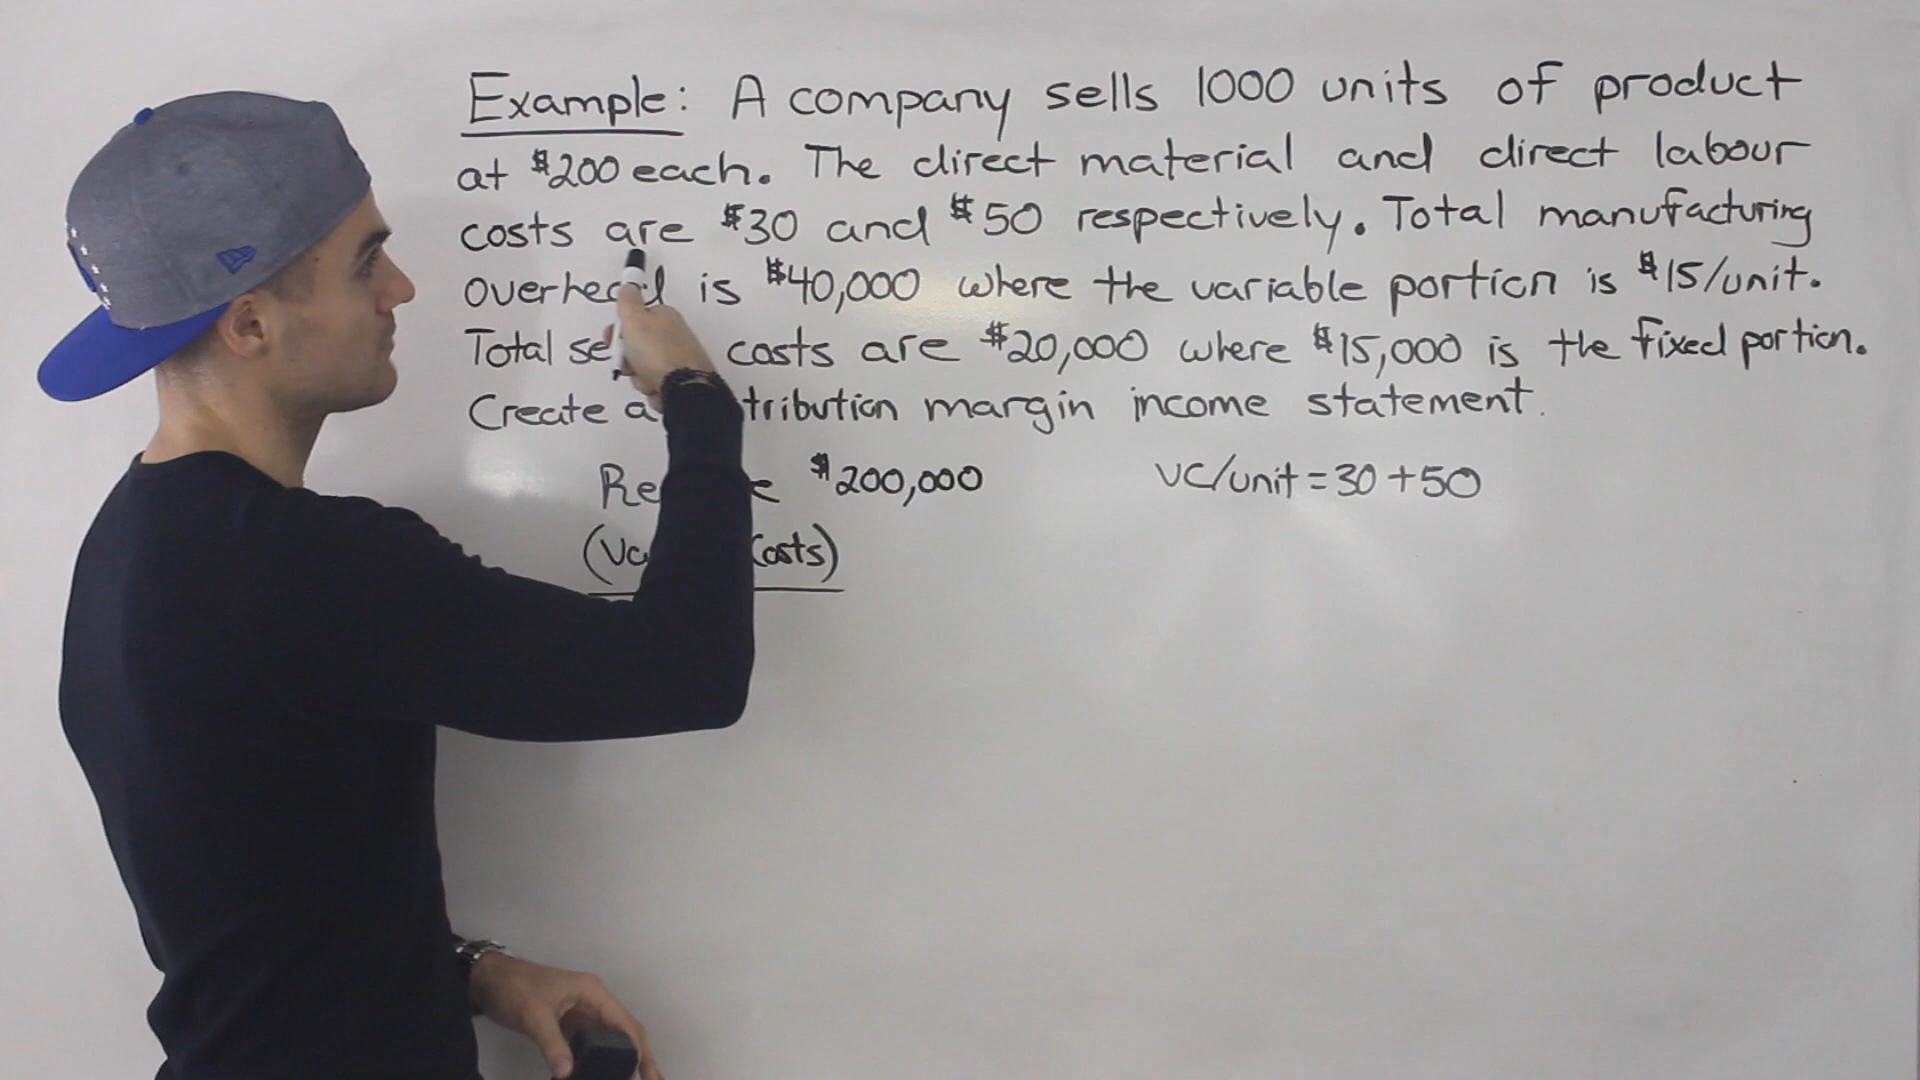 Example: A company sells 1000 units of product
at $200 each. The direct material and direct labour
costs are $30 and $50 respectively. Total manufacturing
overhead is $40,000 where the variable portion is $15/unit.
Total costs are $20,000 where $15,000 is the fixed portion.
Create a margin income statement.
$200,000 VC/unit = 30 + 50
Costs)